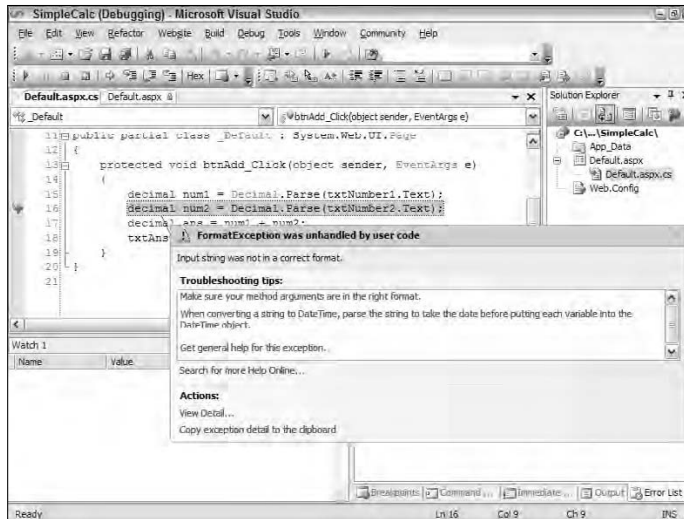 SimpleCalc (Debugging) - Microsoft Visual Studio
File Edit View Refactor Website Build Debug Tools Window Community Help
Hex
Default.aspx.cs Default.aspx
Solution Explorer
_Default
btnAdd_Click(object sender, EventArgs e)
C:\...\SimpleCalc\
App_Data
Default.aspx
Default.aspx.cs
Web.Config
11 public partial class _Default : System.Web.UI.Page
12 {
13 protected void btnAdd_Click(object sender, EventArgs e)
14 {
15 decimal num1 = Decimal.Parse(txtNumber1.Text);
16 decimal num2 = Decimal.Parse(txtNumber2.Text);
17 decimal ans = num1 + num2;
18 txtAns
19 }
20 }
21
FormatException was unhandled by user code
Input string was not in a correct format.
Troubleshooting tips:
Make sure your method arguments are in the right format.
When converting a string to DateTime, parse the string to take the date before putting each variable into the
DateTime object.
Get general help for this exception.
Search for more Help Online...
Actions:
View Detail...
Copy exception detail to the clipboard
Watch 1
Name Value
Breakpoints Command ... Immediate ... Output Error List
Ready Ln 16 Col 9 Ch 9 INS